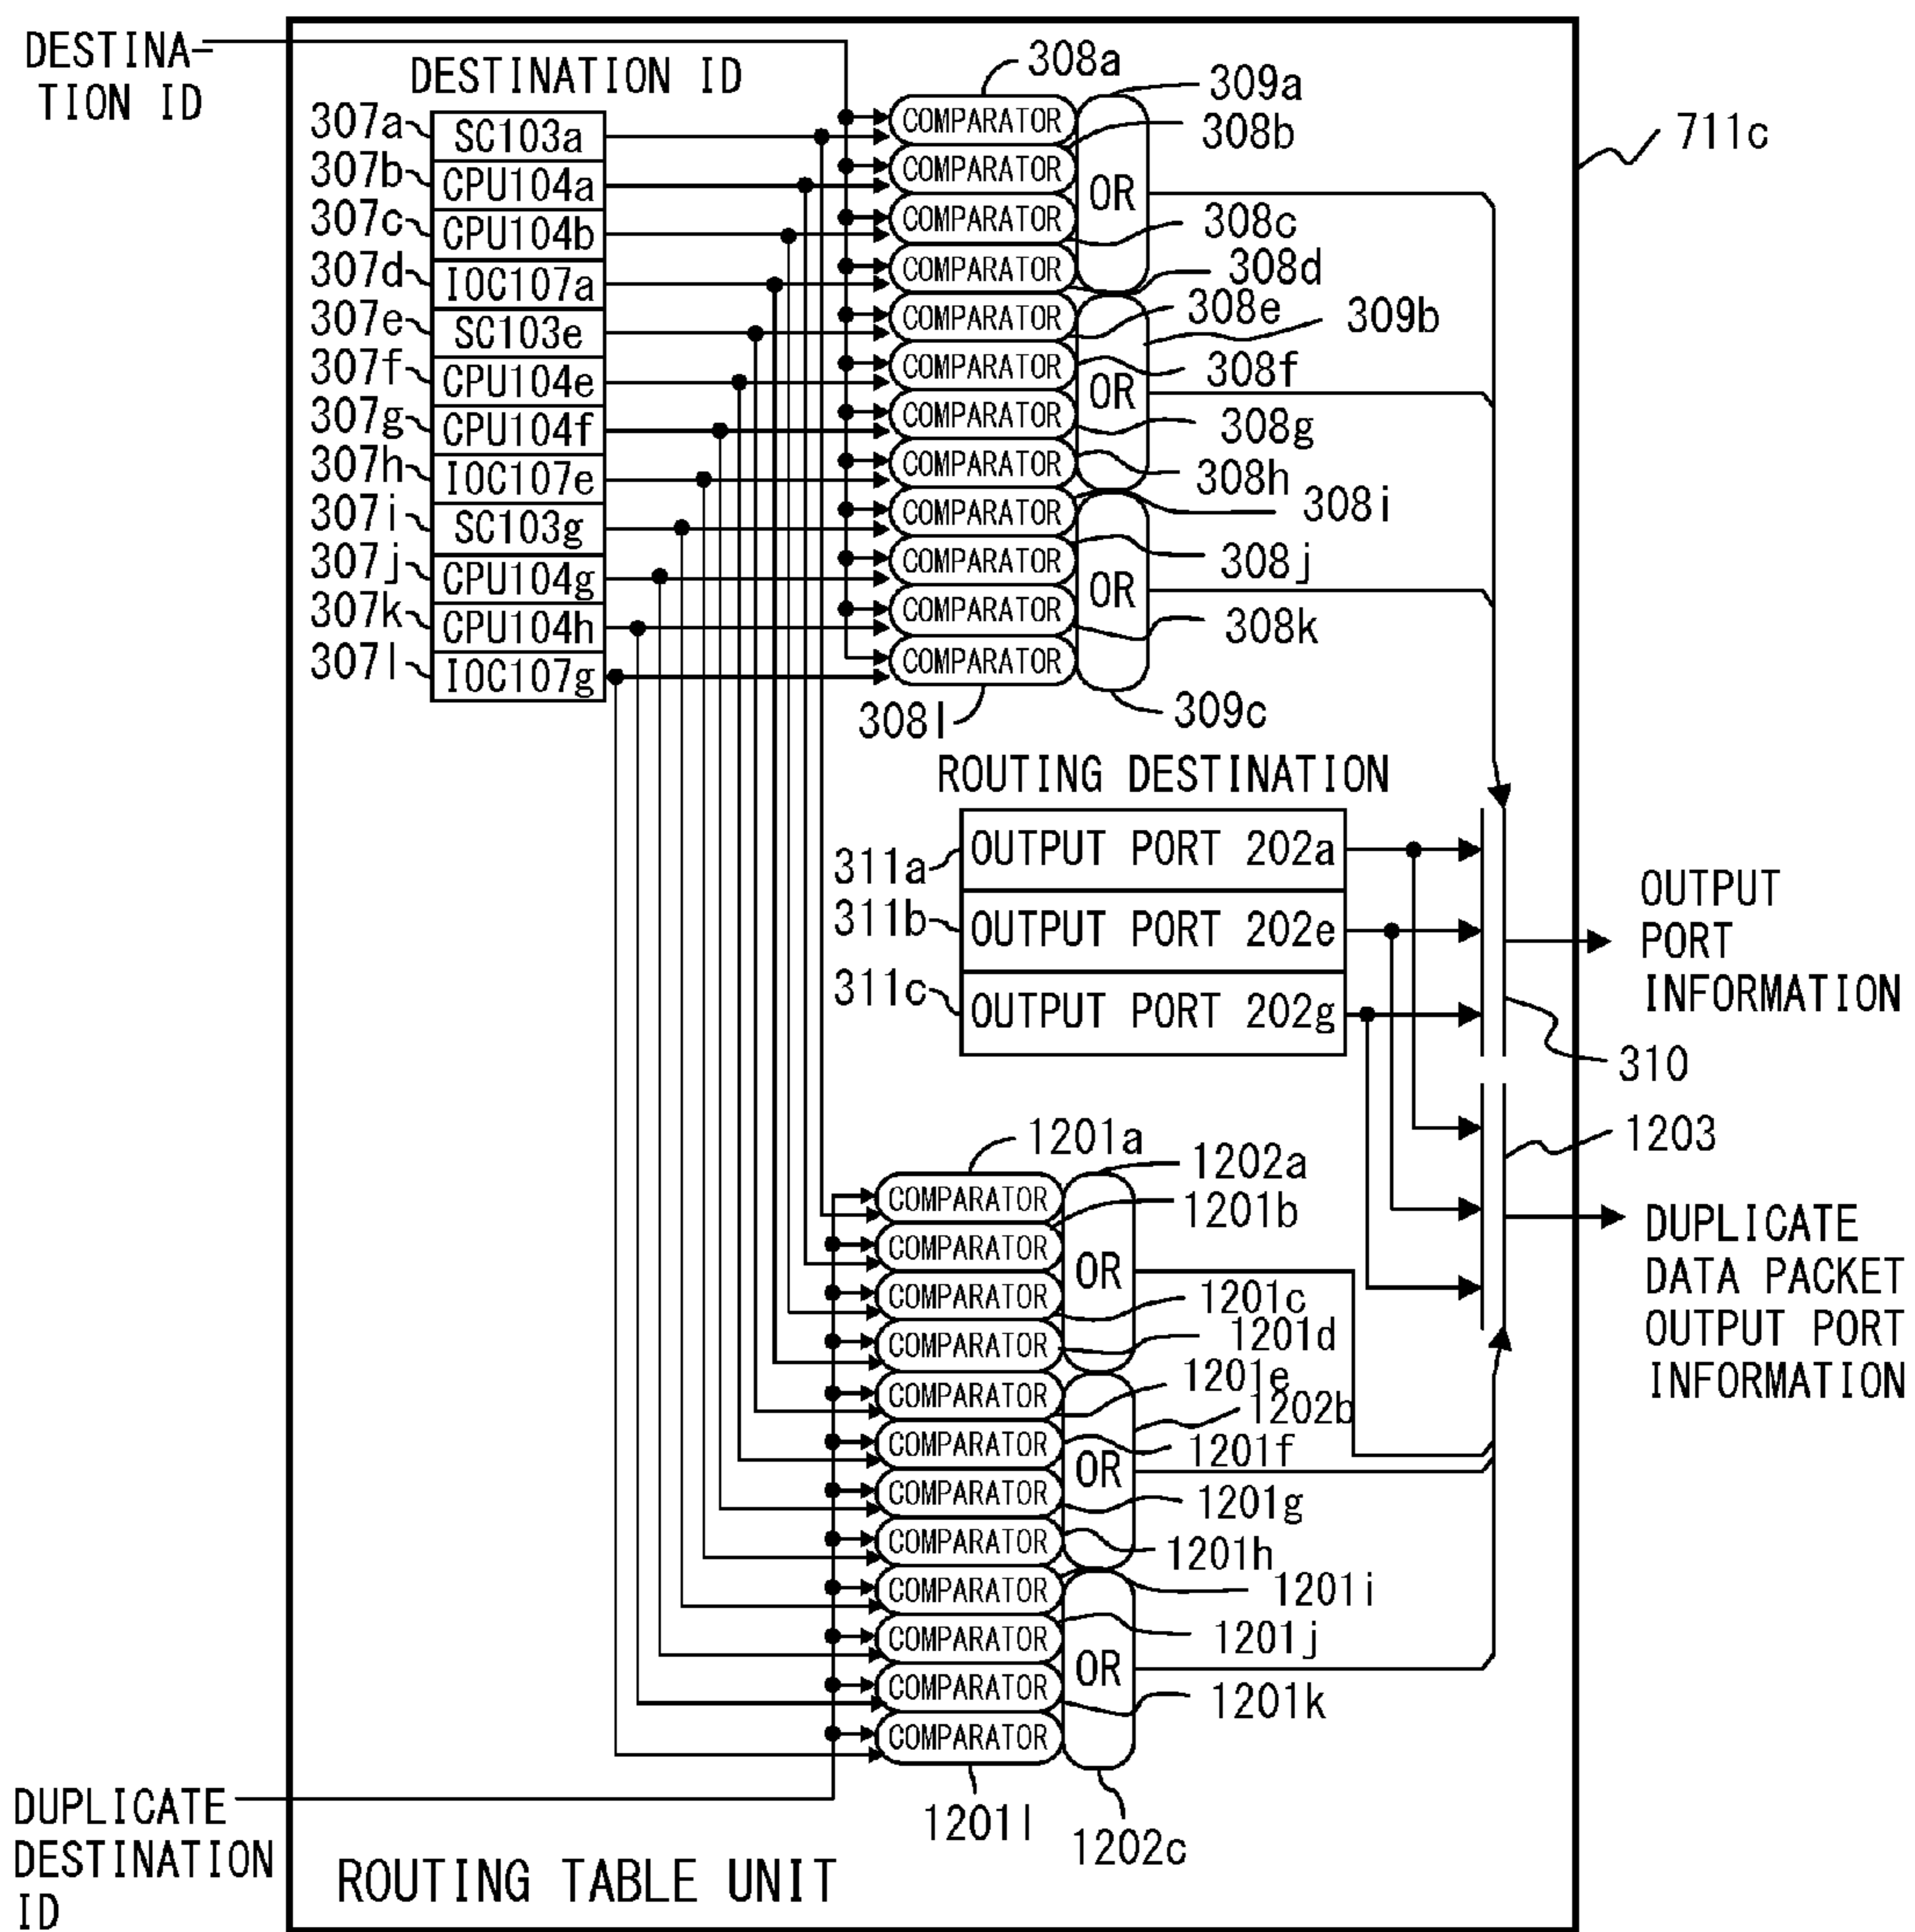 DESTINA-
TION ID
DESTINATION ID
307a
SC103a
307b
CPU104a
307c
CPU104b
307d
IOC107a
307e
SC103e
307f
CPU104e
307g
CPU104f
307h
IOC107e
307i
SC103g
307j
CPU104g
307k
CPU104h
307l
IOC107g
COMPARATOR
COMPARATOR
COMPARATOR
COMPARATOR
COMPARATOR
COMPARATOR
COMPARATOR
COMPARATOR
COMPARATOR
COMPARATOR
COMPARATOR
COMPARATOR
OR
OR
OR
308a
309a
308b
308c
308d
308e
309b
308f
308g
308h
308i
308j
308k
308l
309c
711c
ROUTING DESTINATION
311a
OUTPUT PORT 202a
311b
OUTPUT PORT 202e
311c
OUTPUT PORT 202g
OUTPUT
PORT
INFORMATION
310
1203
DUPLICATE
DATA PACKET
OUTPUT PORT
INFORMATION
1201a
1202a
1201b
COMPARATOR
COMPARATOR
COMPARATOR
COMPARATOR
COMPARATOR
COMPARATOR
COMPARATOR
COMPARATOR
COMPARATOR
COMPARATOR
COMPARATOR
COMPARATOR
OR
OR
OR
1201c
1201d
1201e
1202b
1201f
1201g
1201h
1201i
1201j
1201k
1201l
1202c
DUPLICATE
DESTINATION
ID
ROUTING TABLE UNIT